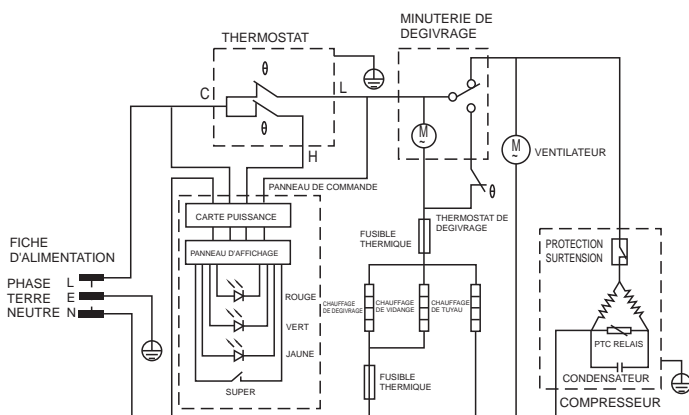 MINUTERIE DE
DEGIVRAGE
THERMOSTAT
θ
C
L
θ
H
M
~
M
~
VENTILATEUR
PANNEAU DE COMMANDE
θ
CARTE PUISSANCE
THERMOSTAT DE
DEGIVRAGE
FUSIBLE
THERMIQUE
PANNEAU D'AFFICHAGE
FICHE
D'ALIMENTATION
PHASE L
TERRE E
NEUTRE N
PROTECTION
SURTENSION
ROUGE
VERT
JAUNE
SUPER
CHAUFFAGE
DE DEGIVRAGE
CHAUFFAGE
DE VIDANGE
CHAUFFAGE
DE TUYAU
FUSIBLE
THERMIQUE
PTC RELAIS
CONDENSATEUR
COMPRESSEUR